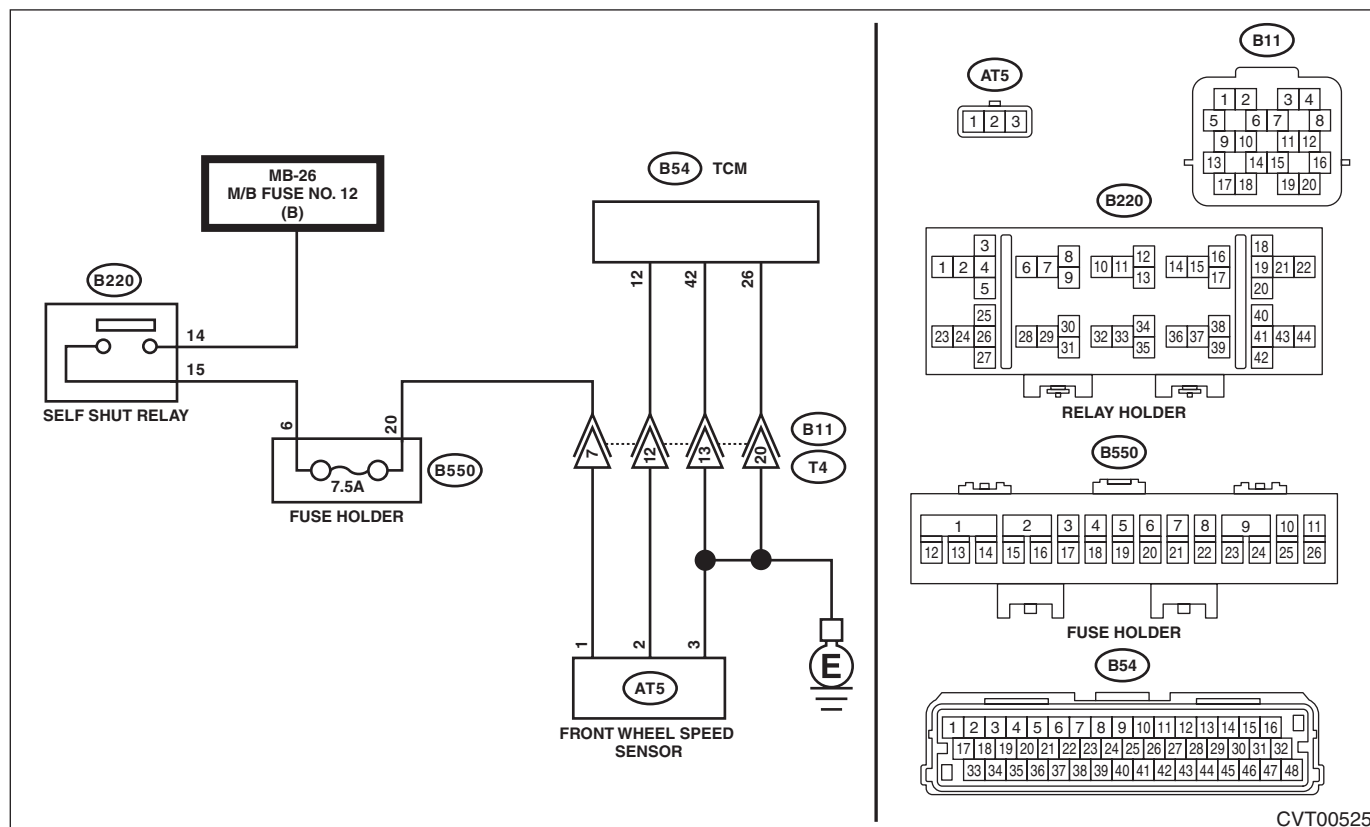 MB-26
M/B FUSE NO. 12
(B)
B54 TCM
12 42 26
B220
14
15
SELF SHUT RELAY
6 20
7.5A
B550
FUSE HOLDER
7 12 13 20
B11
T4
1 2 3
AT5
FRONT WHEEL SPEED
SENSOR
E
AT5
1 2 3
B11
1 2 3 4
5 6 7 8
9 10 11 12
13 14 15 16
17 18 19 20
B220
3 8 12 16 18
1 2 4 6 7 10 11 14 15 19 21 22
5 9 13 17 20
25 30 34 38 40
23 24 26 28 29 32 33 36 37 41 43 44
27 31 35 39 42
RELAY HOLDER
B550
1 2 3 4 5 6 7 8 9 10 11
12 13 14 15 16 17 18 19 20 21 22 23 24 25 26
FUSE HOLDER
B54
1 2 3 4 5 6 7 8 9 10 11 12 13 14 15 16
17 18 19 20 21 22 23 24 25 26 27 28 29 30 31 32
33 34 35 36 37 38 39 40 41 42 43 44 45 46 47 48
CVT00525